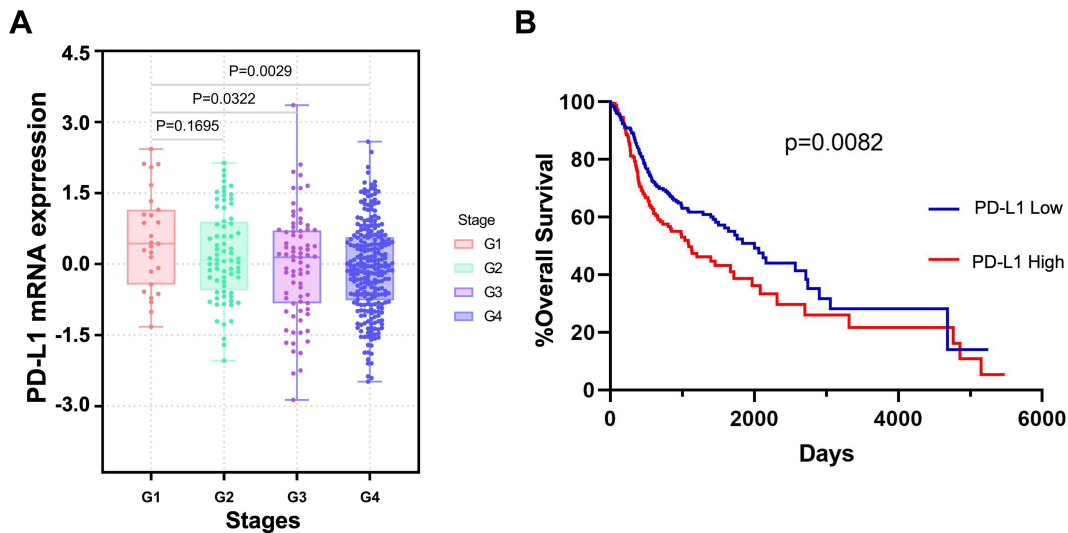 A
PD-L1 mRNA exprression
4.5
3.0
1.5
0.0
-1.5
-3.0
P=0.0029
P=0.0322
P=0.1695
G1 G2 G3 G4
Stages
Stage
G1
G2
G3
G4
B
%Overall Survival
100
80
60
40
20
0
p=0.0082
PD-L1 Low
PD-L1 High
0 2000 4000 6000
Days